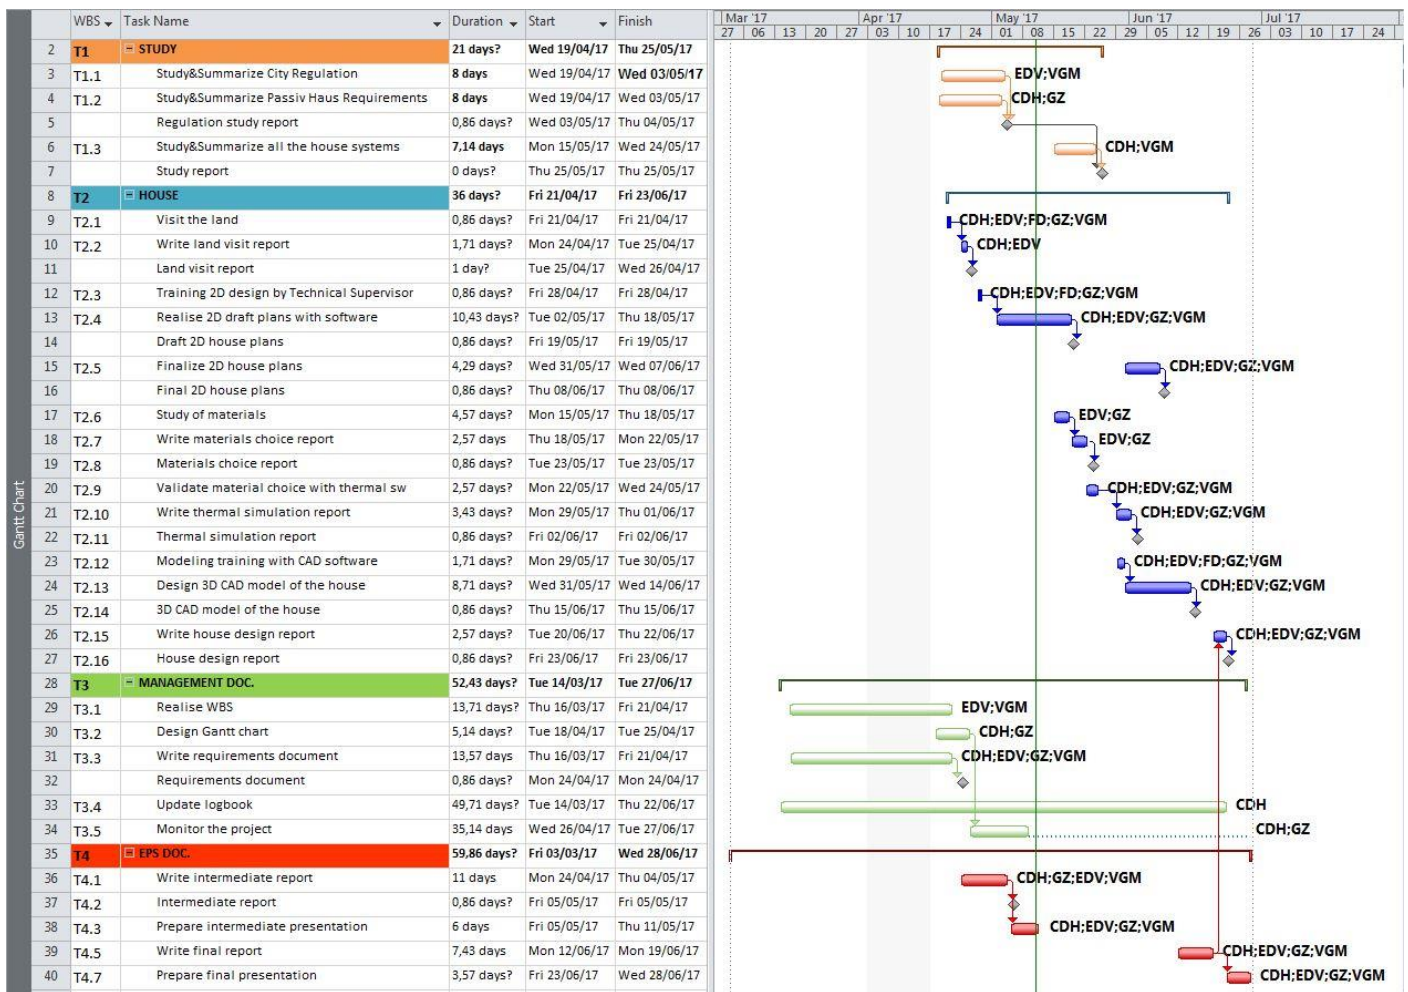 WBS Task Name Duration Start Finish Mar '17 Apr '17 May '17 Jun '17 Jul '17
27 06 13 20 27 03 10 17 24 01 08 15 22 29 05 12 19 26 03 10 17 24
2 T1 STUDY 21 days? Wed 19/04/17 Thu 25/05/17
3 T1.1 Study&Summarize City Regulation 8 days Wed 19/04/17 Wed 03/05/17 EDV;VGM
4 T1.2 Study&Summarize Passiv Haus Requirements 8 days Wed 19/04/17 Wed 03/05/17 CDH;GZ
5 Regulation study report 0,86 days? Wed 03/05/17 Thu 04/05/17
6 T1.3 Study&Summarize all the house systems 7,14 days Mon 15/05/17 Wed 24/05/17 CDH;VGM
7 Study report 0 days? Thu 25/05/17 Thu 25/05/17
8 T2 HOUSE 36 days? Fri 21/04/17 Fri 23/06/17
9 T2.1 Visit the land 0,86 days? Fri 21/04/17 Fri 21/04/17 CDH;EDV;FD;GZ;VGM
10 T2.2 Write land visit report 1,71 days? Mon 24/04/17 Tue 25/04/17 CDH;EDV
11 Land visit report 1 day? Tue 25/04/17 Wed 26/04/17
12 T2.3 Training 2D design by Technical Supervisor 0,86 days? Fri 28/04/17 Fri 28/04/17 CDH;EDV;FD;GZ;VGM
13 T2.4 Realise 2D draft plans with software 10,43 days? Tue 02/05/17 Thu 18/05/17 CDH;EDV;GZ;VGM
14 Draft 2D house plans 0,86 days? Fri 19/05/17 Fri 19/05/17
15 T2.5 Finalize 2D house plans 4,29 days? Wed 31/05/17 Wed 07/06/17 CDH;EDV;GZ;VGM
16 Final 2D house plans 0,86 days? Thu 08/06/17 Thu 08/06/17
17 T2.6 Study of materials 4,57 days? Mon 15/05/17 Thu 18/05/17 EDV;GZ
18 T2.7 Write materials choice report 2,57 days Thu 18/05/17 Mon 22/05/17 EDV;GZ
19 T2.8 Materials choice report 0,86 days? Tue 23/05/17 Tue 23/05/17
20 T2.9 Validate material choice with thermal sw 2,57 days? Mon 22/05/17 Wed 24/05/17 CDH;EDV;GZ;VGM
21 T2.10 Write thermal simulation report 3,43 days? Mon 29/05/17 Thu 01/06/17 CDH;EDV;GZ;VGM
22 T2.11 Thermal simulation report 0,86 days? Fri 02/06/17 Fri 02/06/17
23 T2.12 Modeling training with CAD software 1,71 days? Mon 29/05/17 Tue 30/05/17 CDH;EDV;FD;GZ;VGM
24 T2.13 Design 3D CAD model of the house 8,71 days? Wed 31/05/17 Wed 14/06/17 CDH;EDV;GZ;VGM
25 T2.14 3D CAD model of the house 0,86 days? Thu 15/06/17 Thu 15/06/17
26 T2.15 Write house design report 2,57 days? Tue 20/06/17 Thu 22/06/17 CDH;EDV;GZ;VGM
27 T2.16 House design report 0,86 days? Fri 23/06/17 Fri 23/06/17
28 T3 MANAGEMENT DOC. 52,43 days? Tue 14/03/17 Tue 27/06/17
29 T3.1 Realise WBS 13,71 days? Thu 16/03/17 Fri 21/04/17 EDV;VGM
30 T3.2 Design Gantt chart 5,14 days? Tue 18/04/17 Tue 25/04/17 CDH;GZ
31 T3.3 Write requirements document 13,57 days Thu 16/03/17 Fri 21/04/17 CDH;EDV;GZ;VGM
32 Requirements document 0,86 days? Mon 24/04/17 Mon 24/04/17
33 T3.4 Update logbook 49,71 days? Tue 14/03/17 Thu 22/06/17 CDH
34 T3.5 Monitor the project 35,14 days Wed 26/04/17 Tue 27/06/17 CDH;GZ
35 T4 EPS DOC. 59,86 days? Fri 03/03/17 Wed 28/06/17
36 T4.1 Write intermediate report 11 days Mon 24/04/17 Thu 04/05/17 CDH;GZ;EDV;VGM
37 T4.2 Intermediate report 0,86 days? Fri 05/05/17 Fri 05/05/17
38 T4.3 Prepare intermediate presentation 6 days Fri 05/05/17 Thu 11/05/17 CDH;EDV;GZ;VGM
39 T4.5 Write final report 7,43 days Mon 12/06/17 Mon 19/06/17 CDH;EDV;GZ;VGM
40 T4.7 Prepare final presentation 3,57 days? Fri 23/06/17 Wed 28/06/17 CDH;EDV;GZ;VGM
Gantt Chart